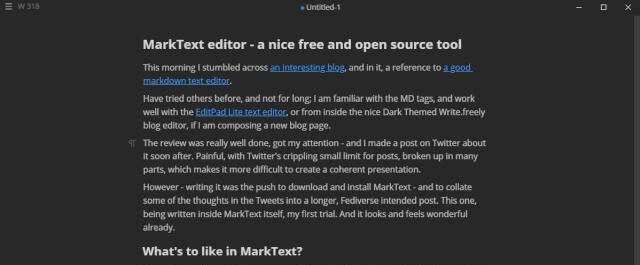 W 318
Untitled-1
MarkText editor - a nice free and open source tool
This morning I stumbled across an interesting blog, and in it, a reference to a good
markdown text editor.
Have tried others before, and not for long; I am familiar with the MD tags, and work
well with the EditPad Lite text editor, or from inside the nice Dark Themed Write.freely
blog editor, if I am composing a new blog page.
The review was really well done, got my attention - and I made a post on Twitter about
it soon after. Painful, with Twitter's crippling small limit for posts, broken up in many
parts, which makes it more difficult to create a coherent presentation.
However - writing it was the push to download and install MarkText - and to collate
some of the thoughts in the Tweets into a longer, Fediverse intended post. This one,
being written inside MarkText itself, my first trial. And it looks and feels wonderful
already.
What's to like in MarkText?